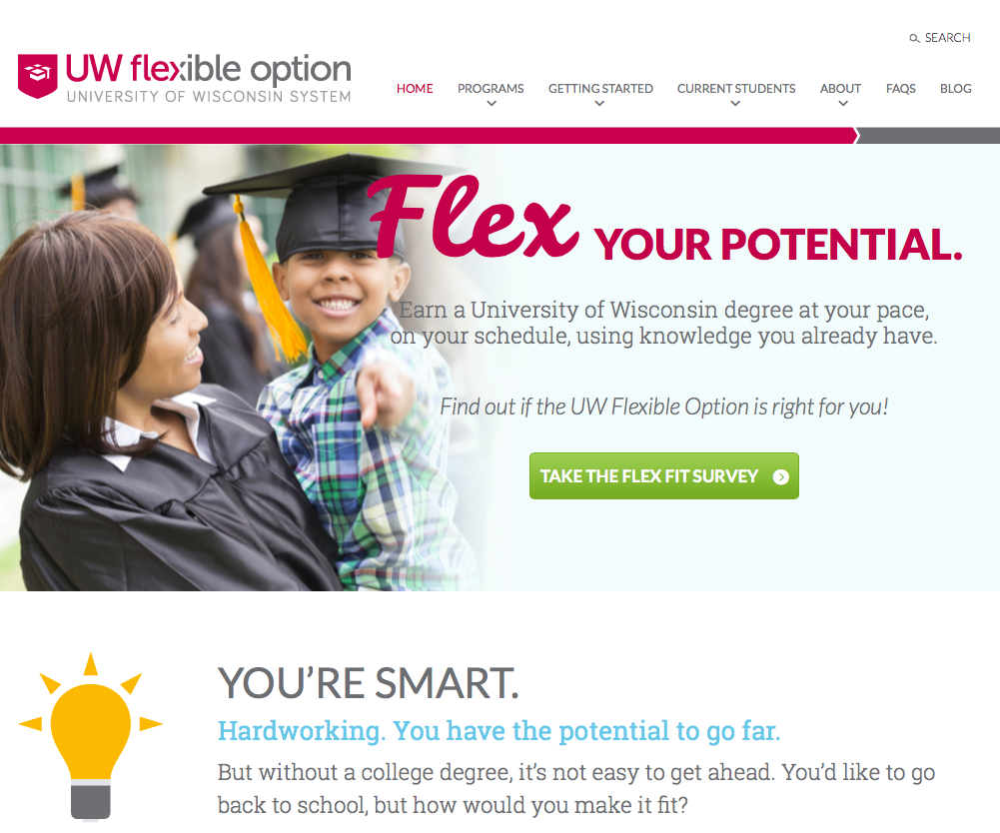 SEARCH
UW flexible option
UNIVERSITY OF WISCONSIN SYSTEM
HOME PROGRAMS GETTING STARTED CURRENT STUDENTS ABOUT FAQS BLOG
Flex YOUR POTENTIAL.
Earn a University of Wisconsin degree at your pace,
on your schedule, using knowledge you already have.
Find out if the UW Flexible Option is right for you!
TAKE THE FLEX FIT SURVEY
YOU’RE SMART.
Hardworking. You have the potential to go far.
But without a college degree, it’s not easy to get ahead. You’d like to go
back to school, but how would you make it fit?